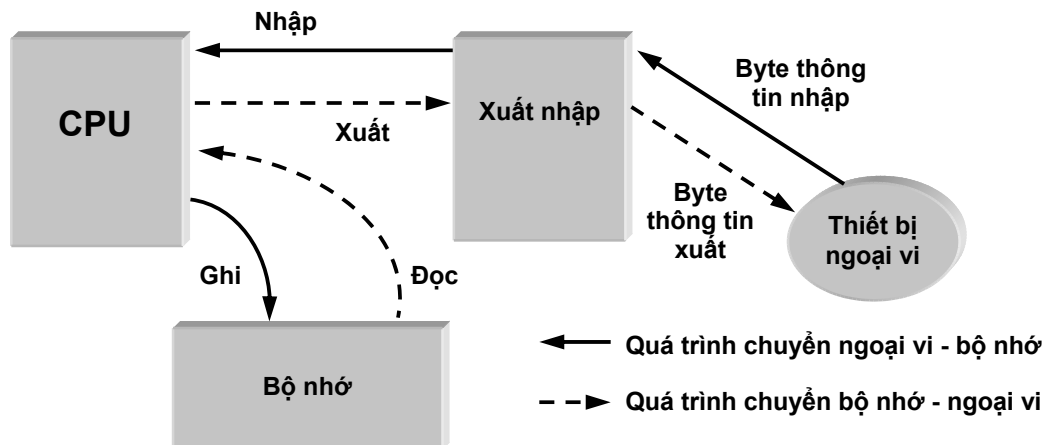 Nhập
CPU
Xuất
Xuất nhập
Byte thông
tin nhập
Byte
thông tin
xuất
Thiết bị
ngoại vi
Ghi
Đọc
Bộ nhớ
Quá trình chuyển ngoại vi - bộ nhớ
Quá trình chuyển bộ nhớ - ngoại vi